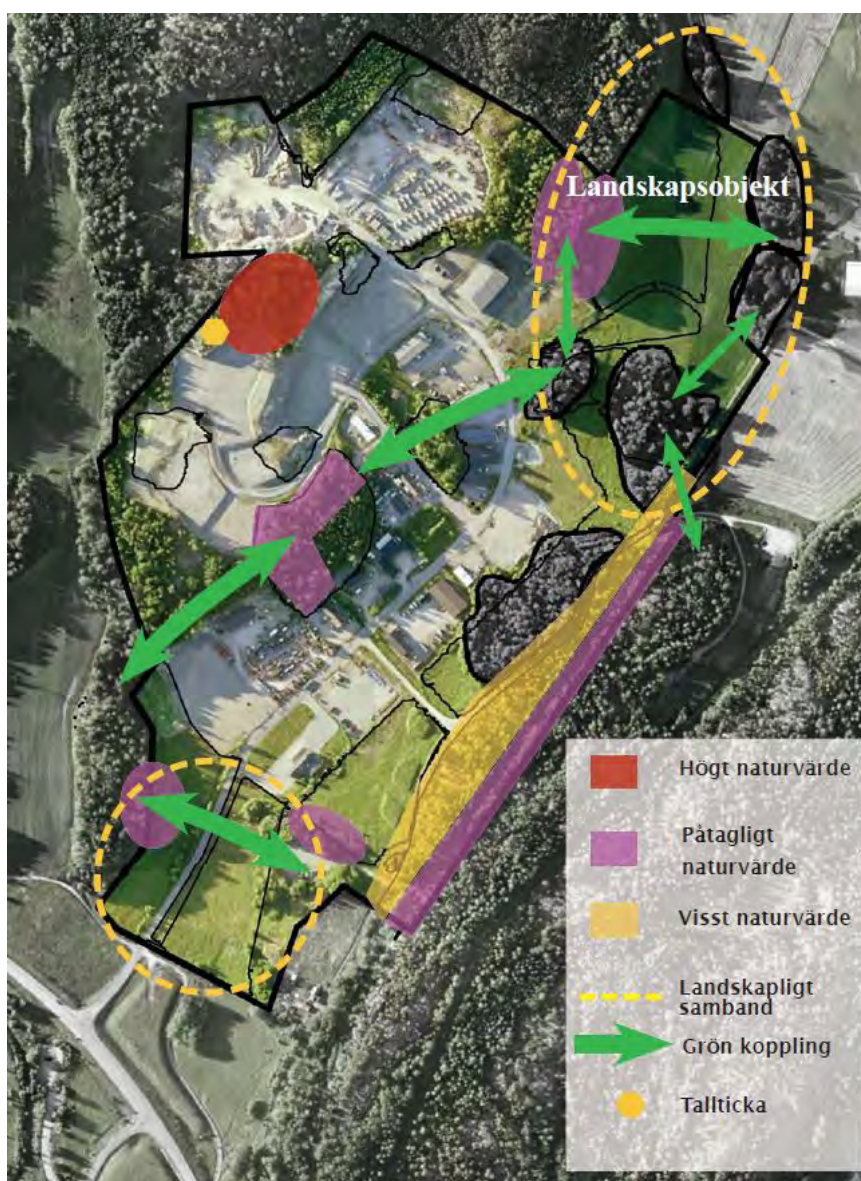 Landskapsobjekt
Högt naturvärde
Påtagligt
naturvärde
Visst naturvärde
Landskapligt
samband
Grön koppling
Tallticka